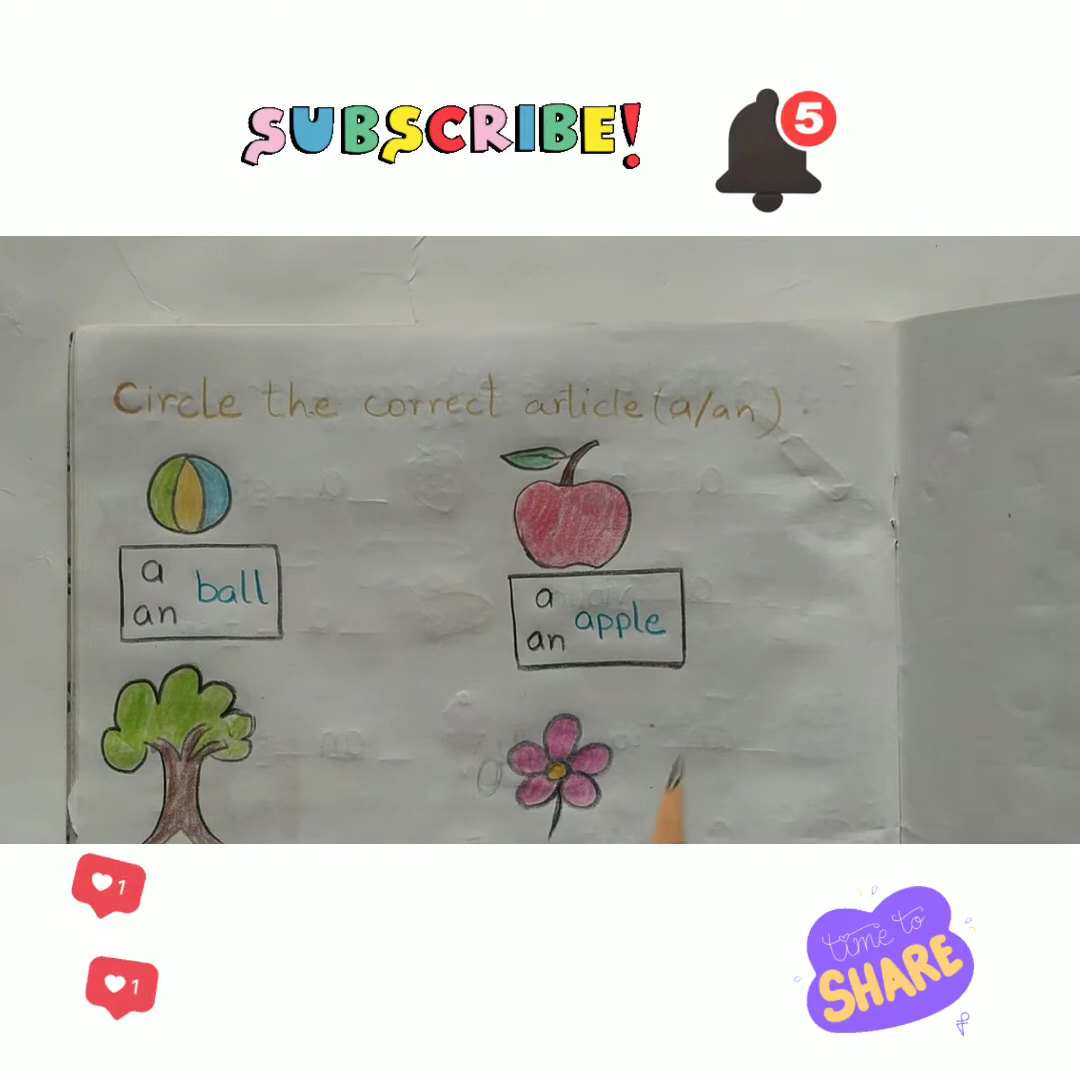 SUBSCRIBE!
5
Circle the correct article (a/an).
a
an
ball
a
an
apple
1
1
time to
SHARE